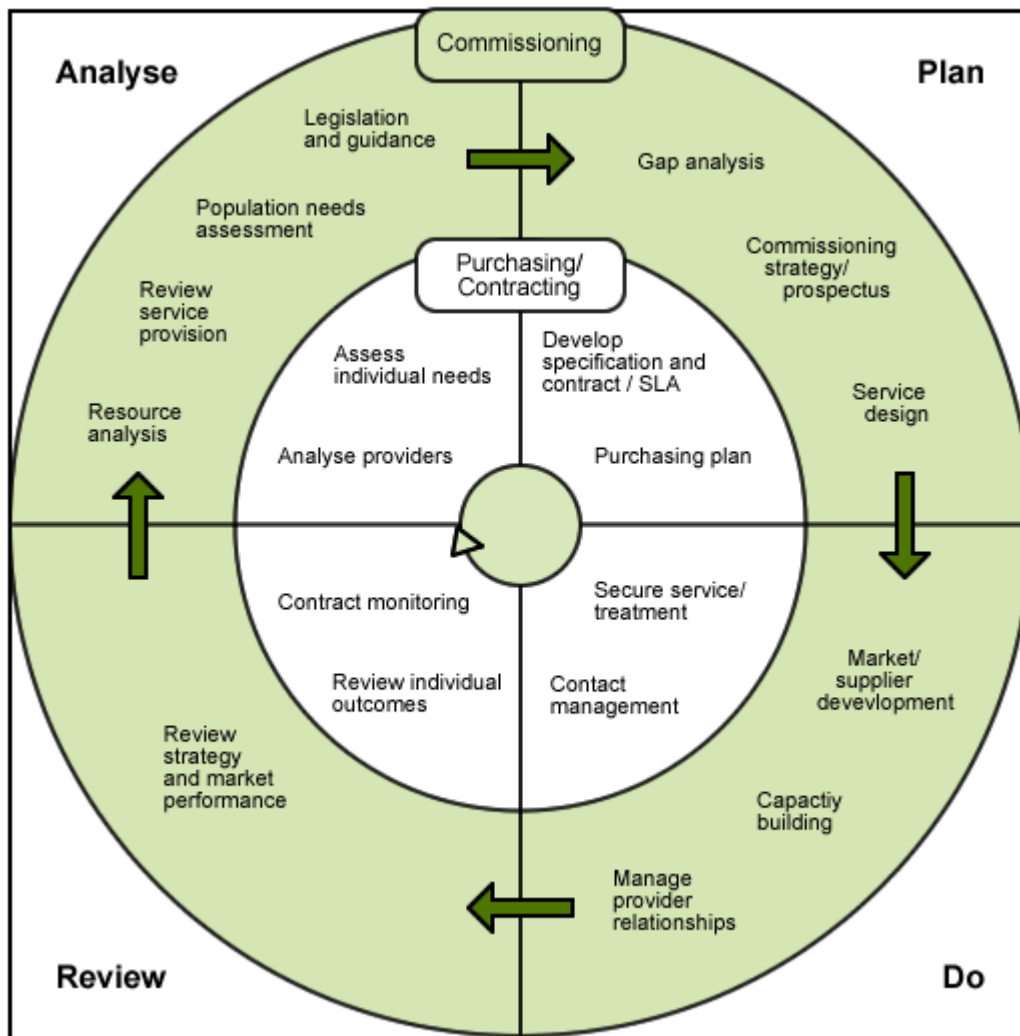 Commissioning
Analyse
Plan
Legislation
and guidance
Gap analysis
Population needs
assessment
Commissioning
strategy/
prospectus
Purchasing/
Contracting
Review
service
provision
Assess
individual needs
Develop
specification and
contract / SLA
Resource
analysis
Service
design
Analyse providers
Purchasing plan
Contract monitoring
Secure service/
treatment
Review individual
outcomes
Contact
management
Market/
supplier
devevlopment
Review
strategy
and market
performance
Capactiy
building
Manage
provider
relationships
Review
Do